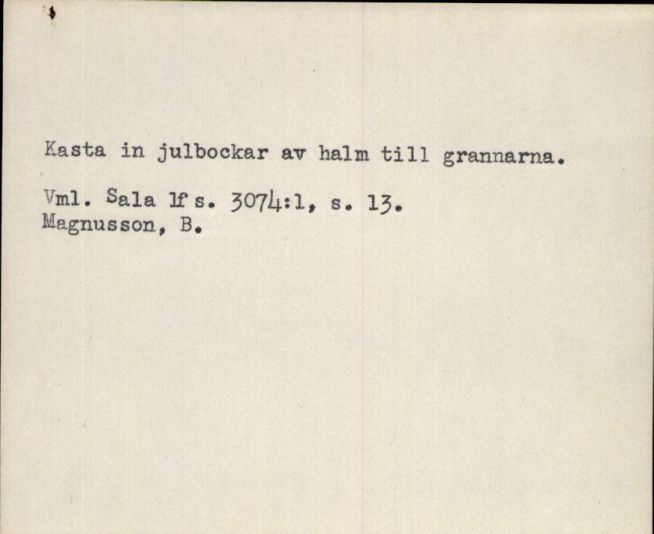 Kasta in julbockar av halm till grannarna.
Vml. Sala lfs. 3074:1, s. 13.
Magnusson, B.